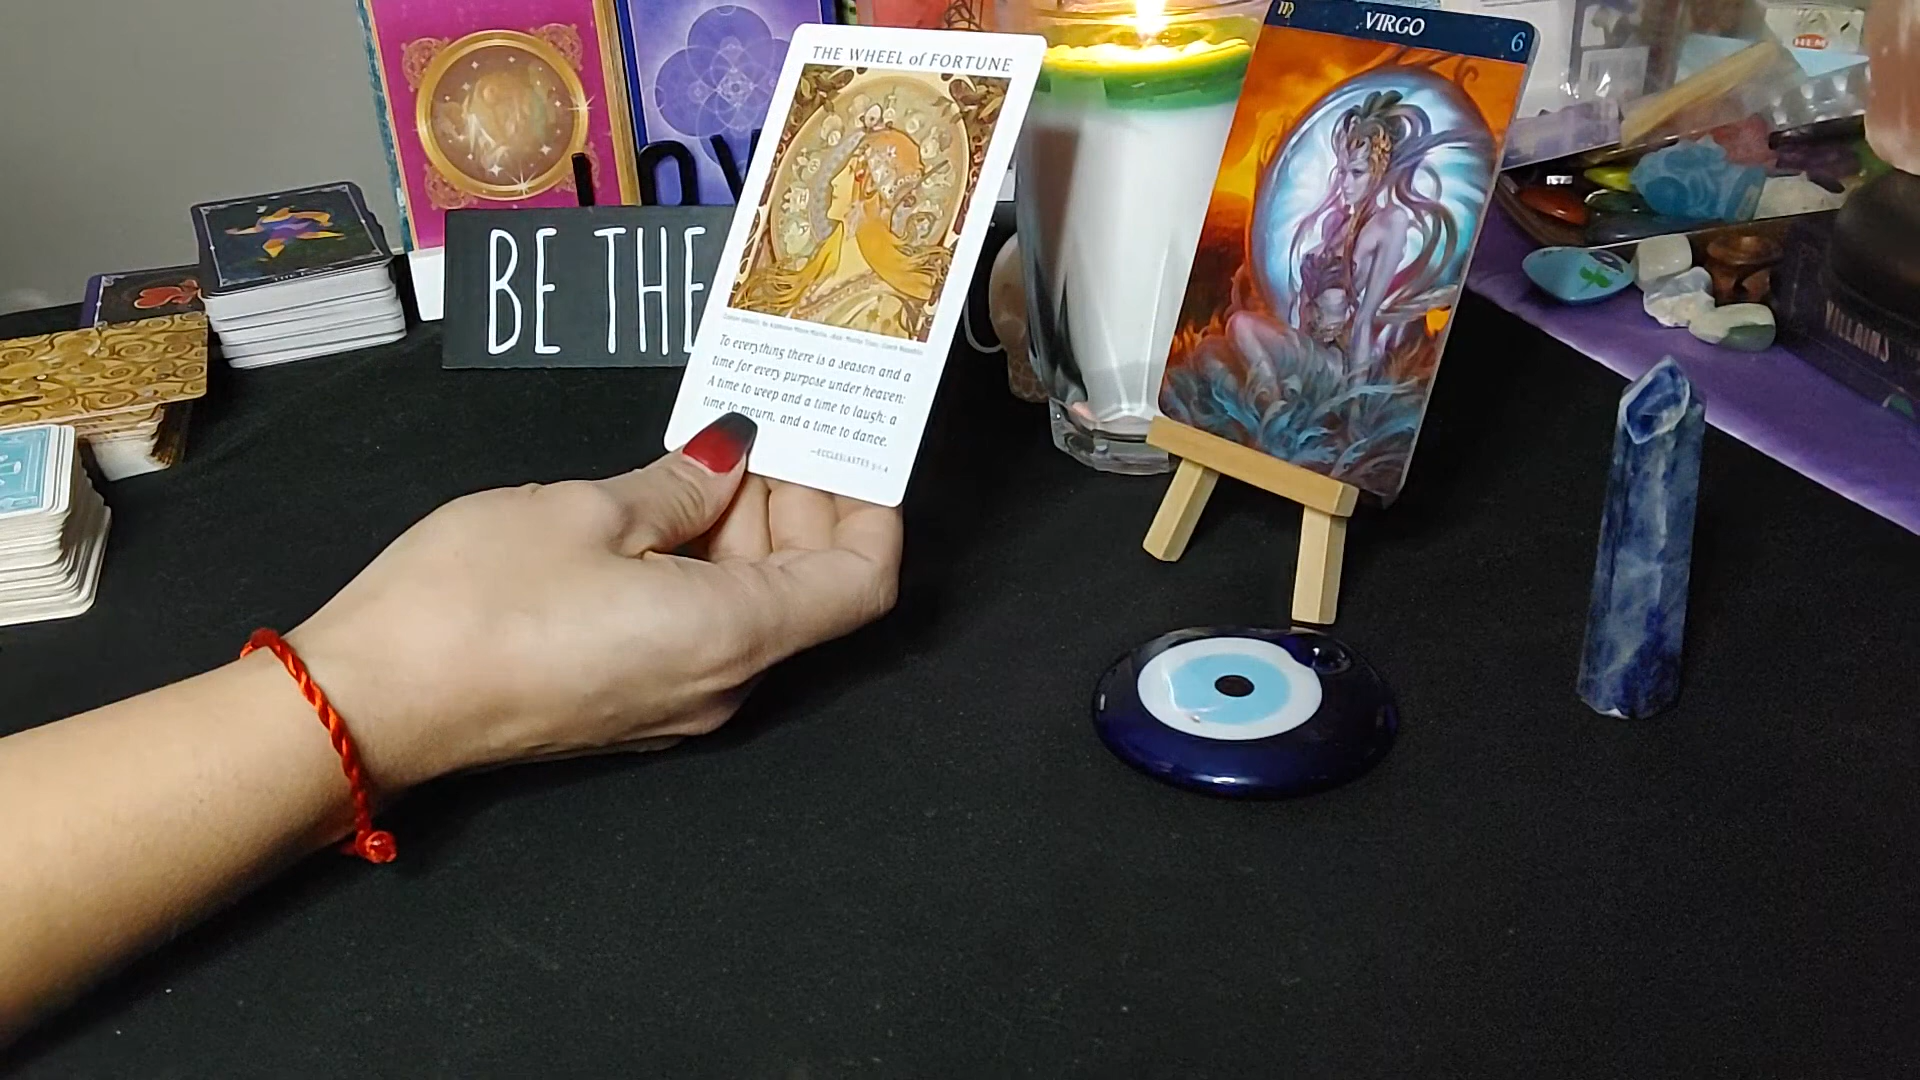 THE WHEEL of FORTUNE
To everything there is a season and a
time for every purpose under heaven:
A time to weep and a time to laugh; a
time to mourn, and a time to dance.
VIRGO
6
BE THE
HEM
VILLAINS